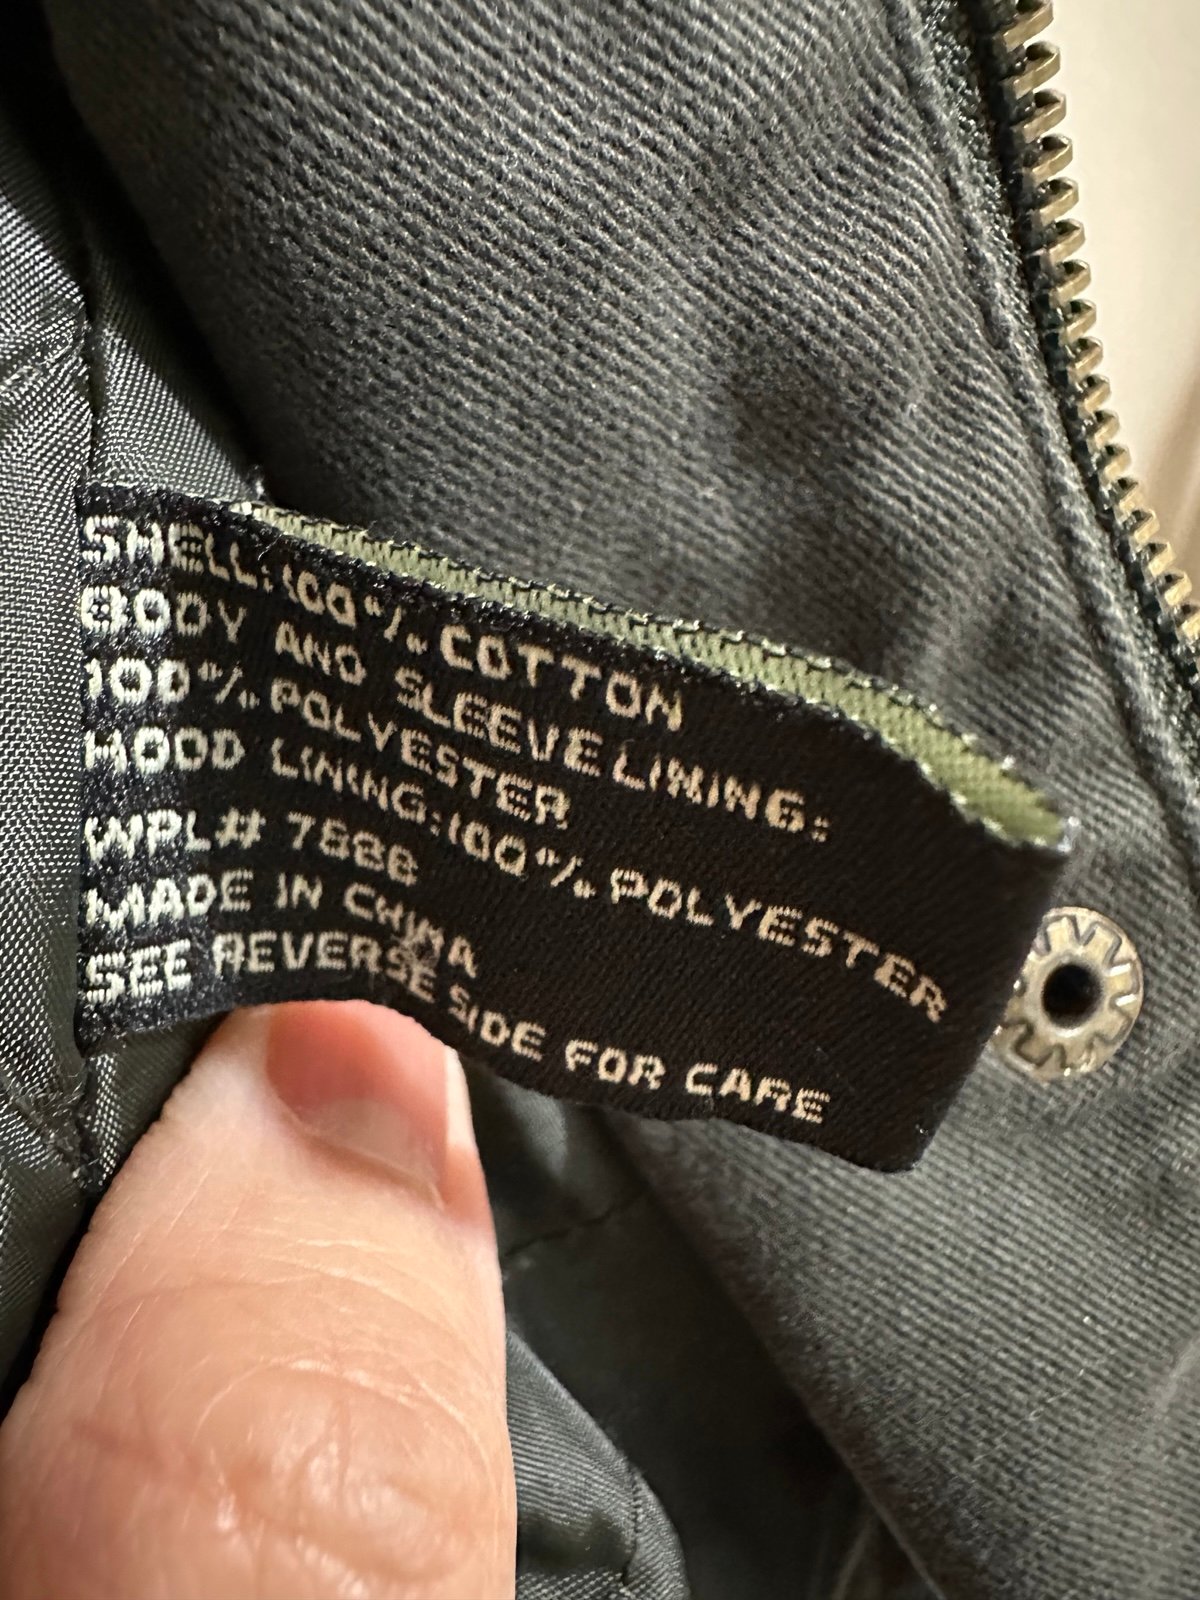 SHELL:100% COTTON
BODY AND SLEEVE LINING:
100% POLYESTER
HOOD LINING:100% POLYESTER
WPL# 7888
MADE IN CHINA
SEE REVERSE SIDE FOR CARE